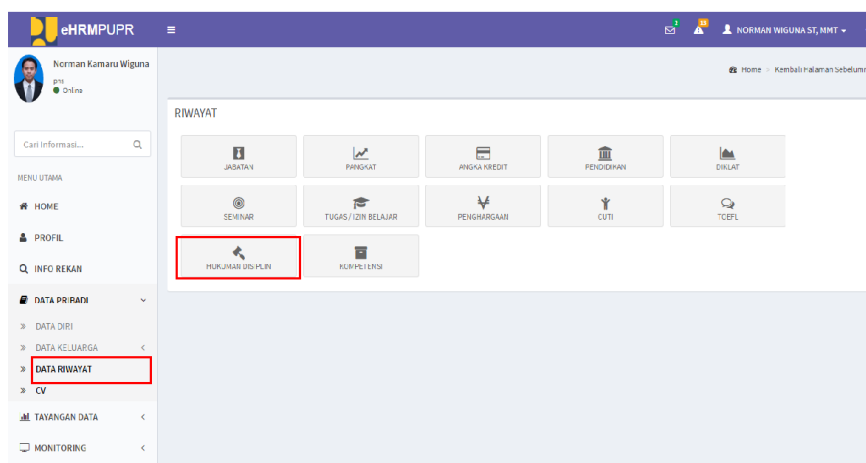 eHRMPUPR
2
23
NORMAN WIGUNA ST, MMT
Norman Kamaru Wiguna
pns
Online
Home > Kembali Halaman Sebelumn
RIWAYAT
Cari Informasi...
JABATAN
PANGKAT
ANGKA KREDIT
PENDIDIKAN
DIKLAT
MENU UTAMA
HOME
SEMINAR
TUGAS / IZIN BELAJAR
PENGHARGAAN
CUTI
TOEFL
PROFIL
INFO REKAN
HUKUMAN DISIPLIN
KOMPETENSI
DATA PRIBADI
DATA DIRI
DATA KELUARGA
DATA RIWAYAT
CV
TAYANGAN DATA
MONITORING